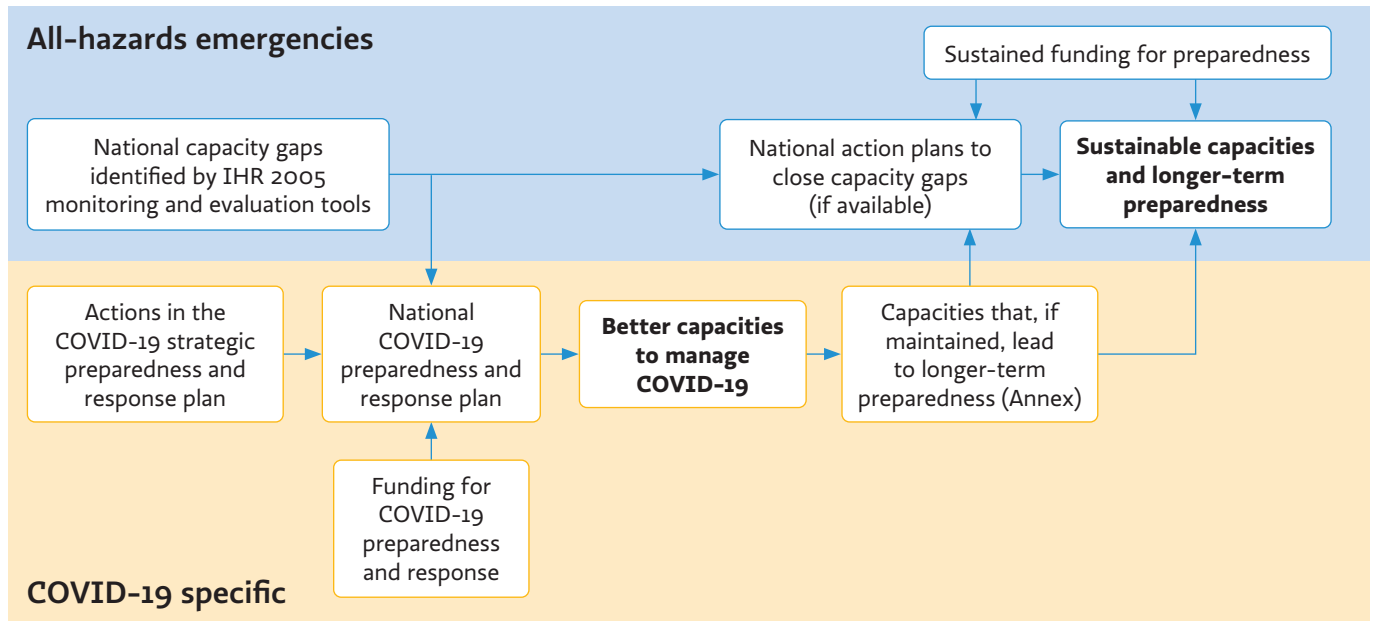 All-hazards emergencies
Sustained funding for preparedness
National capacity gaps
identified by IHR 2005
monitoring and evaluation tools
National action plans to
close capacity gaps
(if available)
Sustainable capacities
and longer-term
preparedness
Actions in the
COVID-19 strategic
preparedness and
response plan
National
COVID-19
preparedness and
response plan
Better capacities
to manage
COVID-19
Capacities that, if
maintained, lead
to longer-term
preparedness (Annex)
Funding for
COVID-19
preparedness
and response
COVID-19 specific